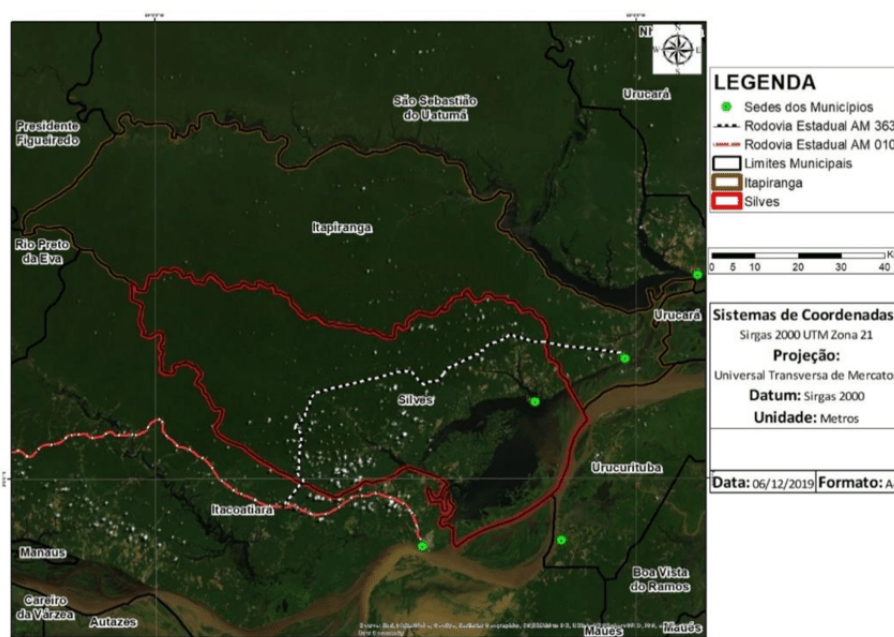 Urucará
São Sebastião
do Uatumã
Presidente
Figueiredo
Itapiranga
Rio Preto
da Eva
Urucará
Silves
Urucurituba
Itacoatiara
Manaus
Boa Vista
do Ramos
Careiro
da Várzea
Autazes
Maués
Maués
LEGENDA
Sedes dos Municípios
Rodovia Estadual AM 363
Rodovia Estadual AM 010
Limites Municipais
Itapiranga
Silves
0 5 10 20 30 40
Sistemas de Coordenadas
Sirgas 2000 UTM Zona 21
Projeção:
Universal Transversa de Mercato
Datum: Sirgas 2000
Unidade: Metros
Data: 06/12/2019 Formato: A